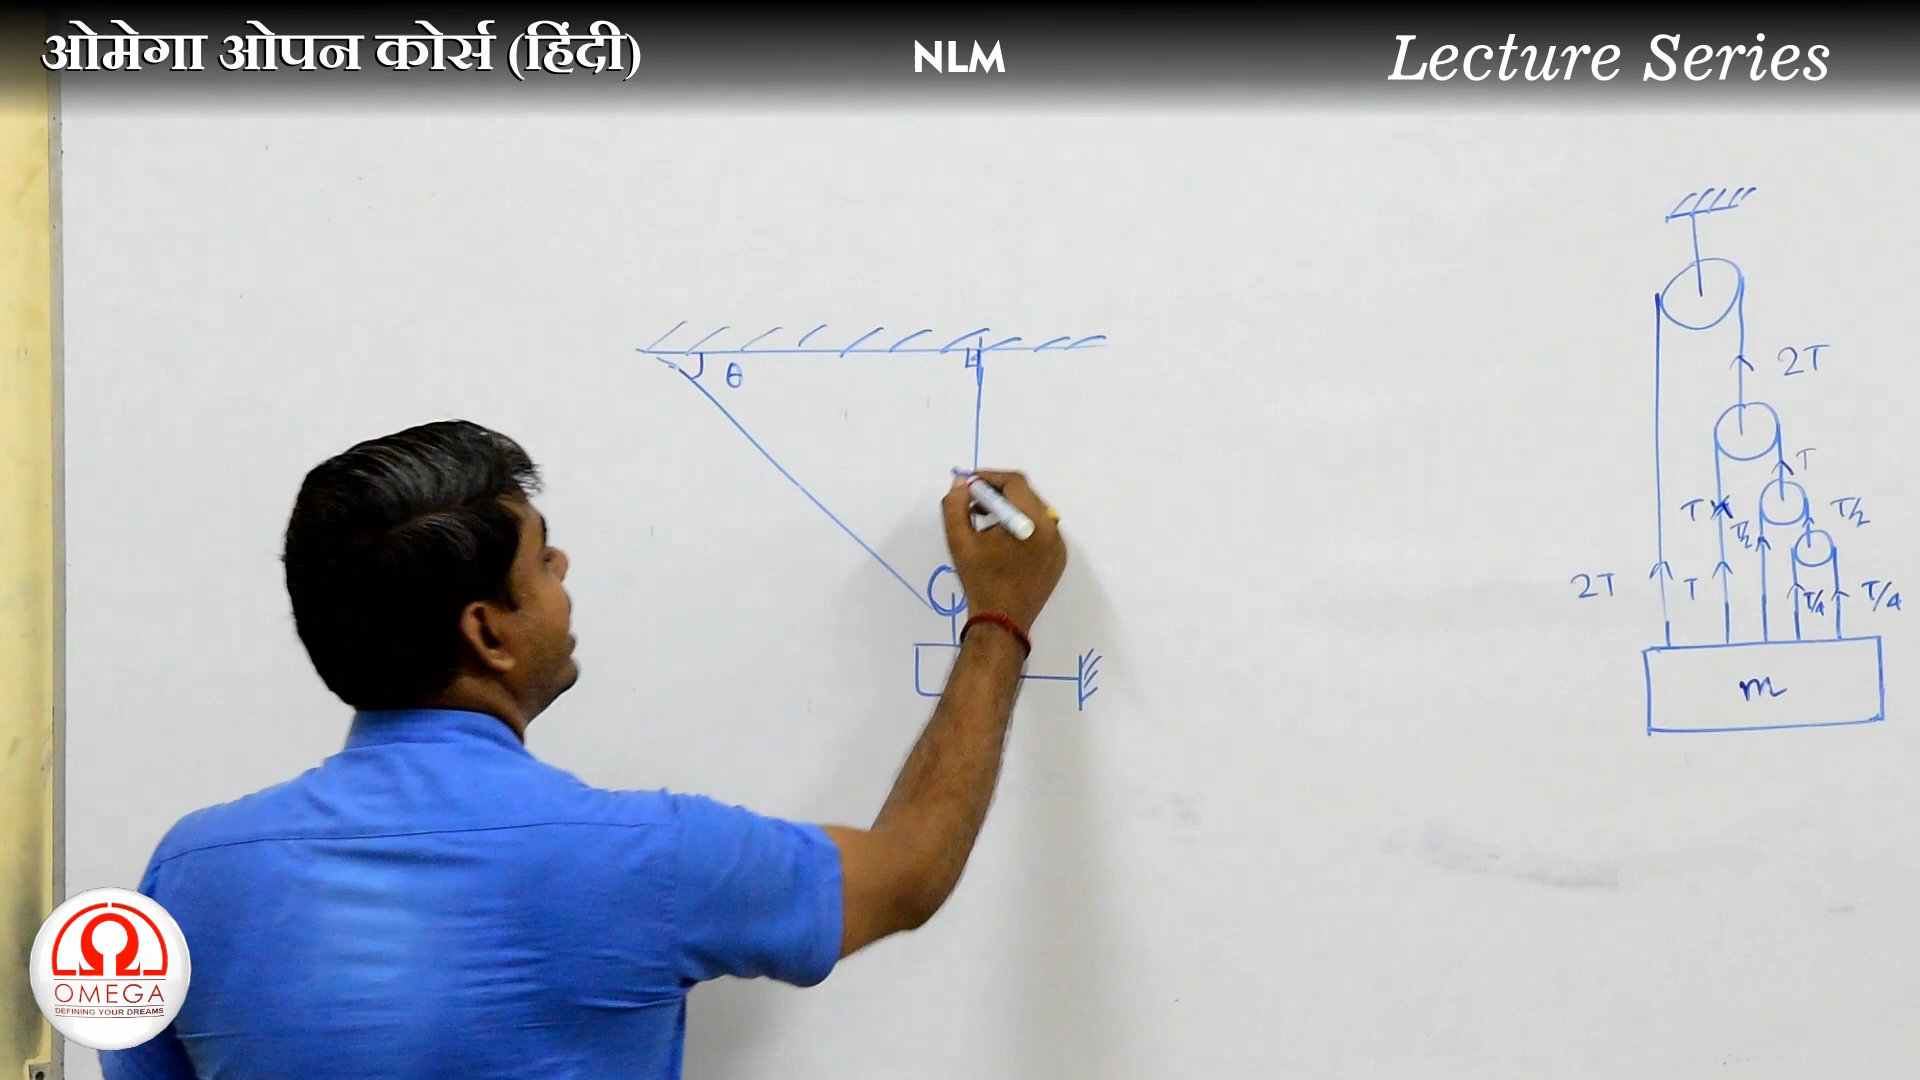 ओमेगा ओपन कोर्स (हिंदी)
NLM
Lecture Series
θ
2T
T
T
T/2
T/2
2T
T
T/4
T/4
m
OMEGA
DEFINING YOUR DREAMS